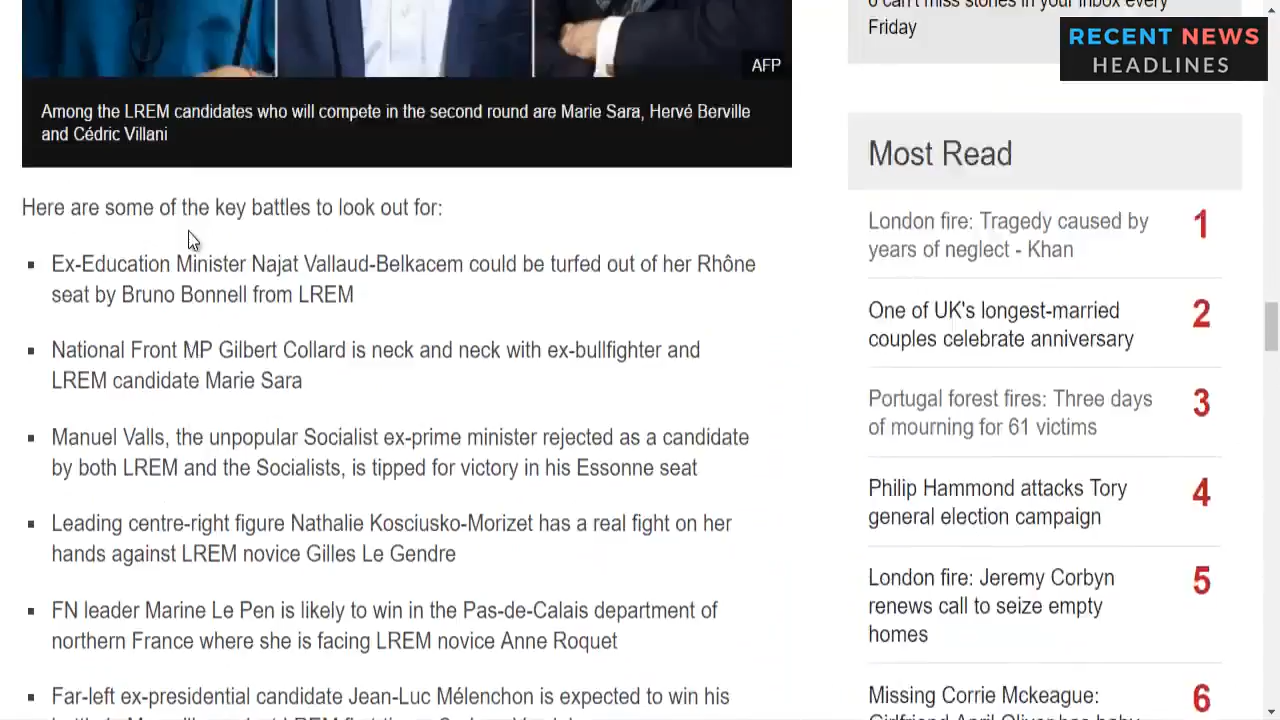 6 can't miss stories in your inbox every
Friday
RECENT NEWS
HEADLINES
AFP
Among the LREM candidates who will compete in the second round are Marie Sara, Hervé Berville
and Cédric Villani
Here are some of the key battles to look out for:
Ex-Education Minister Najat Vallaud-Belkacem could be turfed out of her Rhône
seat by Bruno Bonnell from LREM
National Front MP Gilbert Collard is neck and neck with ex-bullfighter and
LREM candidate Marie Sara
Manuel Valls, the unpopular Socialist ex-prime minister rejected as a candidate
by both LREM and the Socialists, is tipped for victory in his Essonne seat
Leading centre-right figure Nathalie Kosciusko-Morizet has a real fight on her
hands against LREM novice Gilles Le Gendre
FN leader Marine Le Pen is likely to win in the Pas-de-Calais department of
northern France where she is facing LREM novice Anne Roquet
Far-left ex-presidential candidate Jean-Luc Mélenchon is expected to win his
Most Read
London fire: Tragedy caused by
years of neglect - Khan
1
One of UK's longest-married
couples celebrate anniversary
2
Portugal forest fires: Three days
of mourning for 61 victims
3
Philip Hammond attacks Tory
general election campaign
4
London fire: Jeremy Corbyn
renews call to seize empty
homes
5
Missing Corrie Mckeague:
6